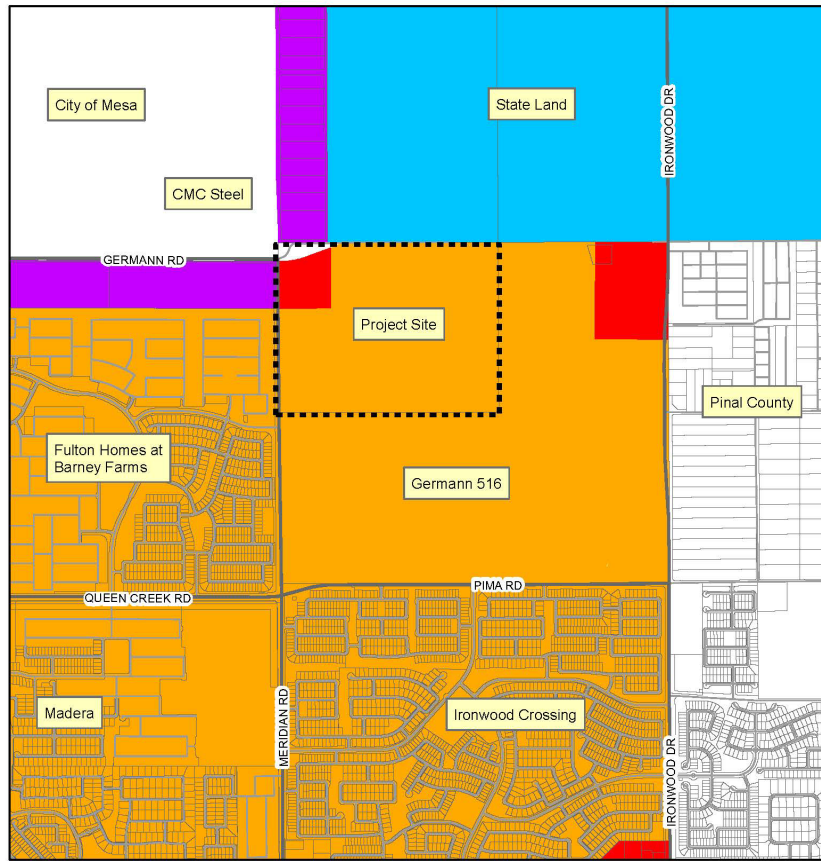 City of Mesa
State Land
IRONWOOD DR
CMC Steel
GERMANN RD
Project Site
Pinal County
Fulton Homes at
Barney Farms
Germann 516
PIMA RD
QUEEN CREEK RD
Madera
MERIDIAN RD
Ironwood Crossing
IRONWOOD DR